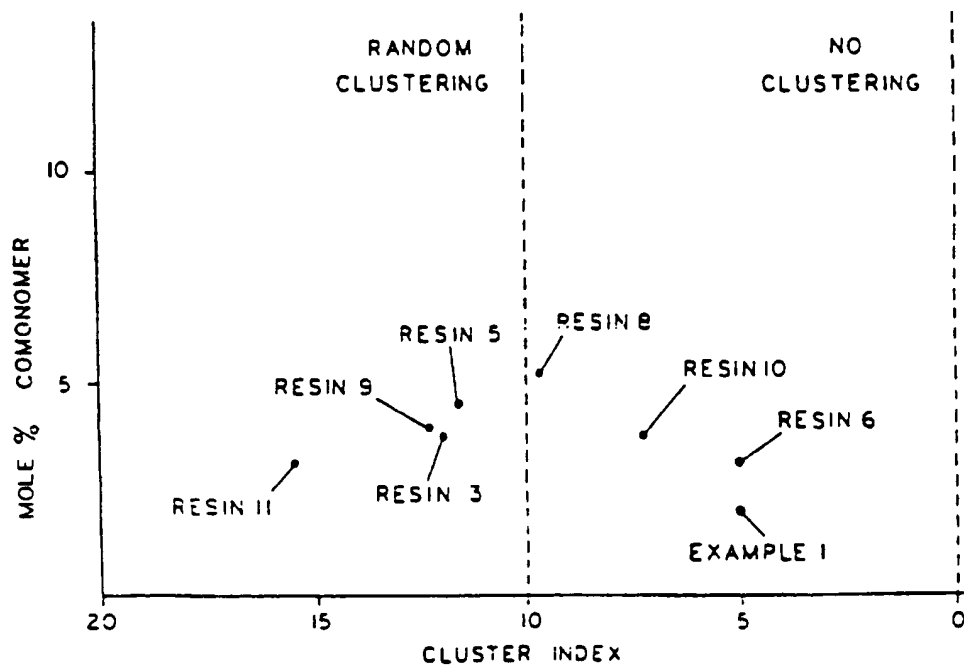 RANDOM
CLUSTERING
NO
CLUSTERING
10
MOLE % COMONOMER
RESIN 5
RESIN 8
RESIN 9
5
RESIN 10
RESIN 6
RESIN 11
RESIN 3
EXAMPLE 1
20
15
10
5
0
CLUSTER INDEX